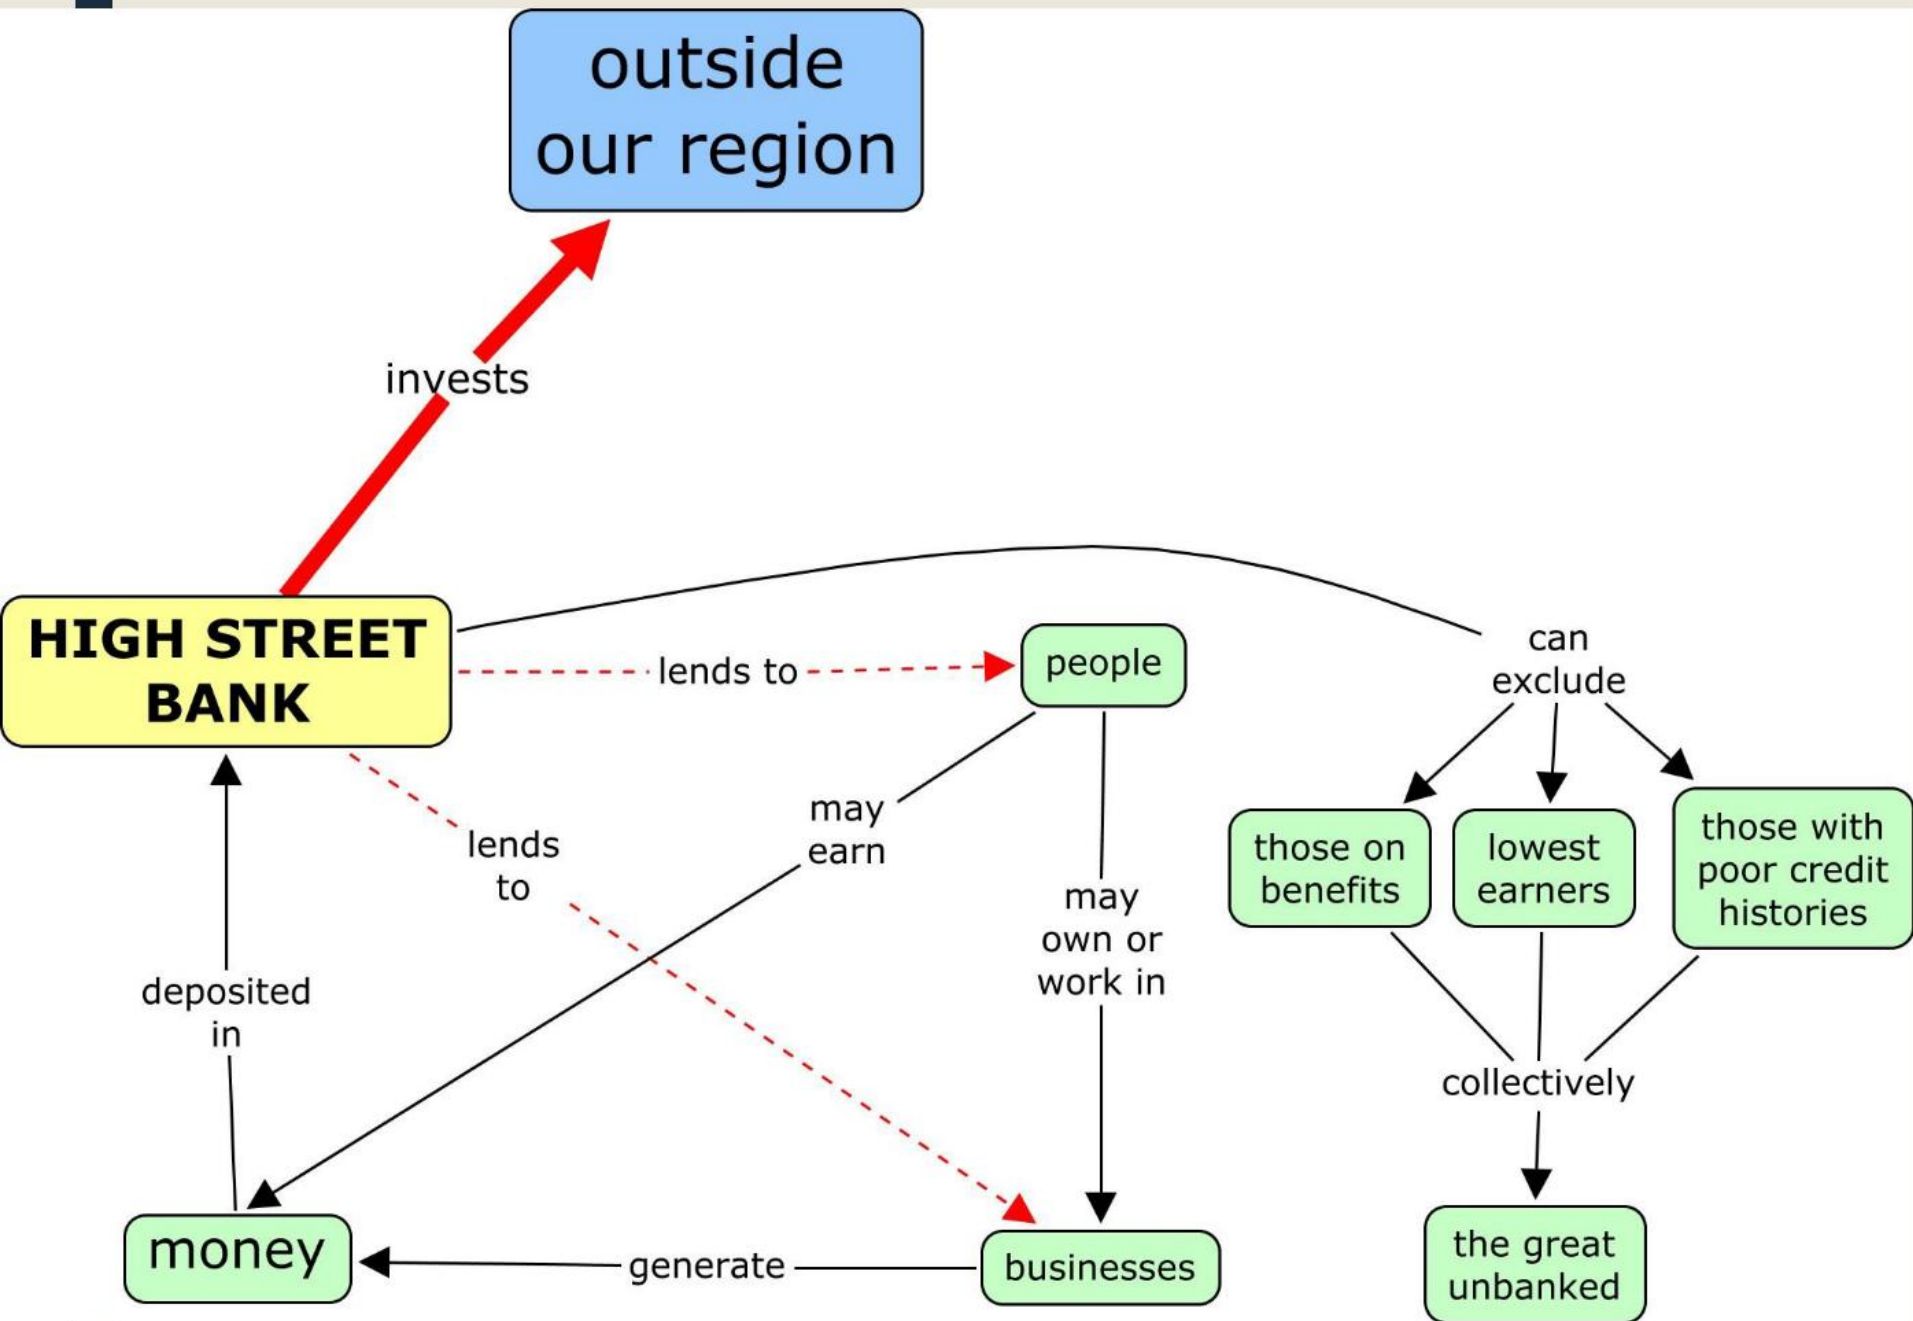 outside
our region
invests
HIGH STREET
BANK
lends to
people
can
exclude
may
earn
lends
to
may
own or
work in
those on
benefits
lowest
earners
those with
poor credit
histories
deposited
in
collectively
money
generate
businesses
the great
unbanked